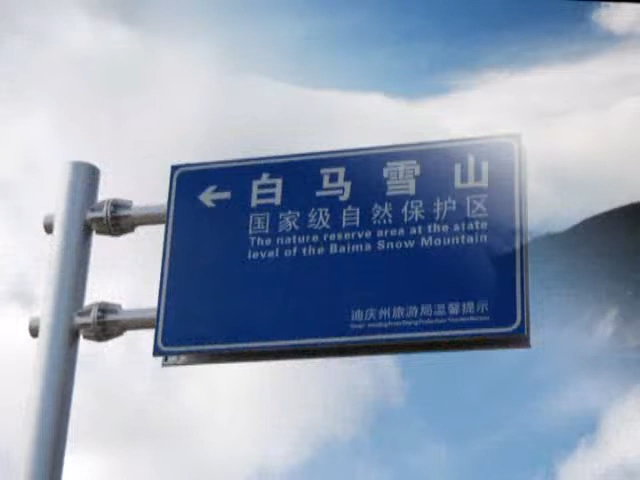 ← 白马雪山
国家级自然保护区
The nature reserve area at the state
level of the Baima Snow Mountain
迪庆州旅游局温馨提示